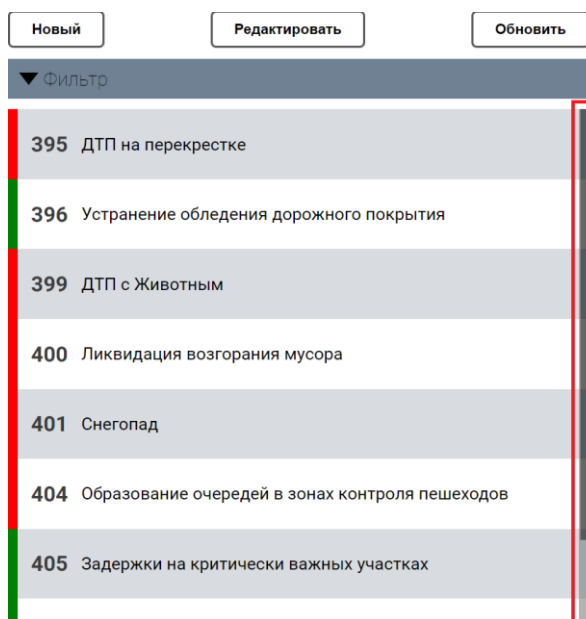 Новый Редактировать Обновить
Фильтр
395 ДТП на перекрестке
396 Устранение обледения дорожного покрытия
399 ДТП с Животным
400 Ликвидация возгорания мусора
401 Снегопад
404 Образование очередей в зонах контроля пешеходов
405 Задержки на критически важных участках